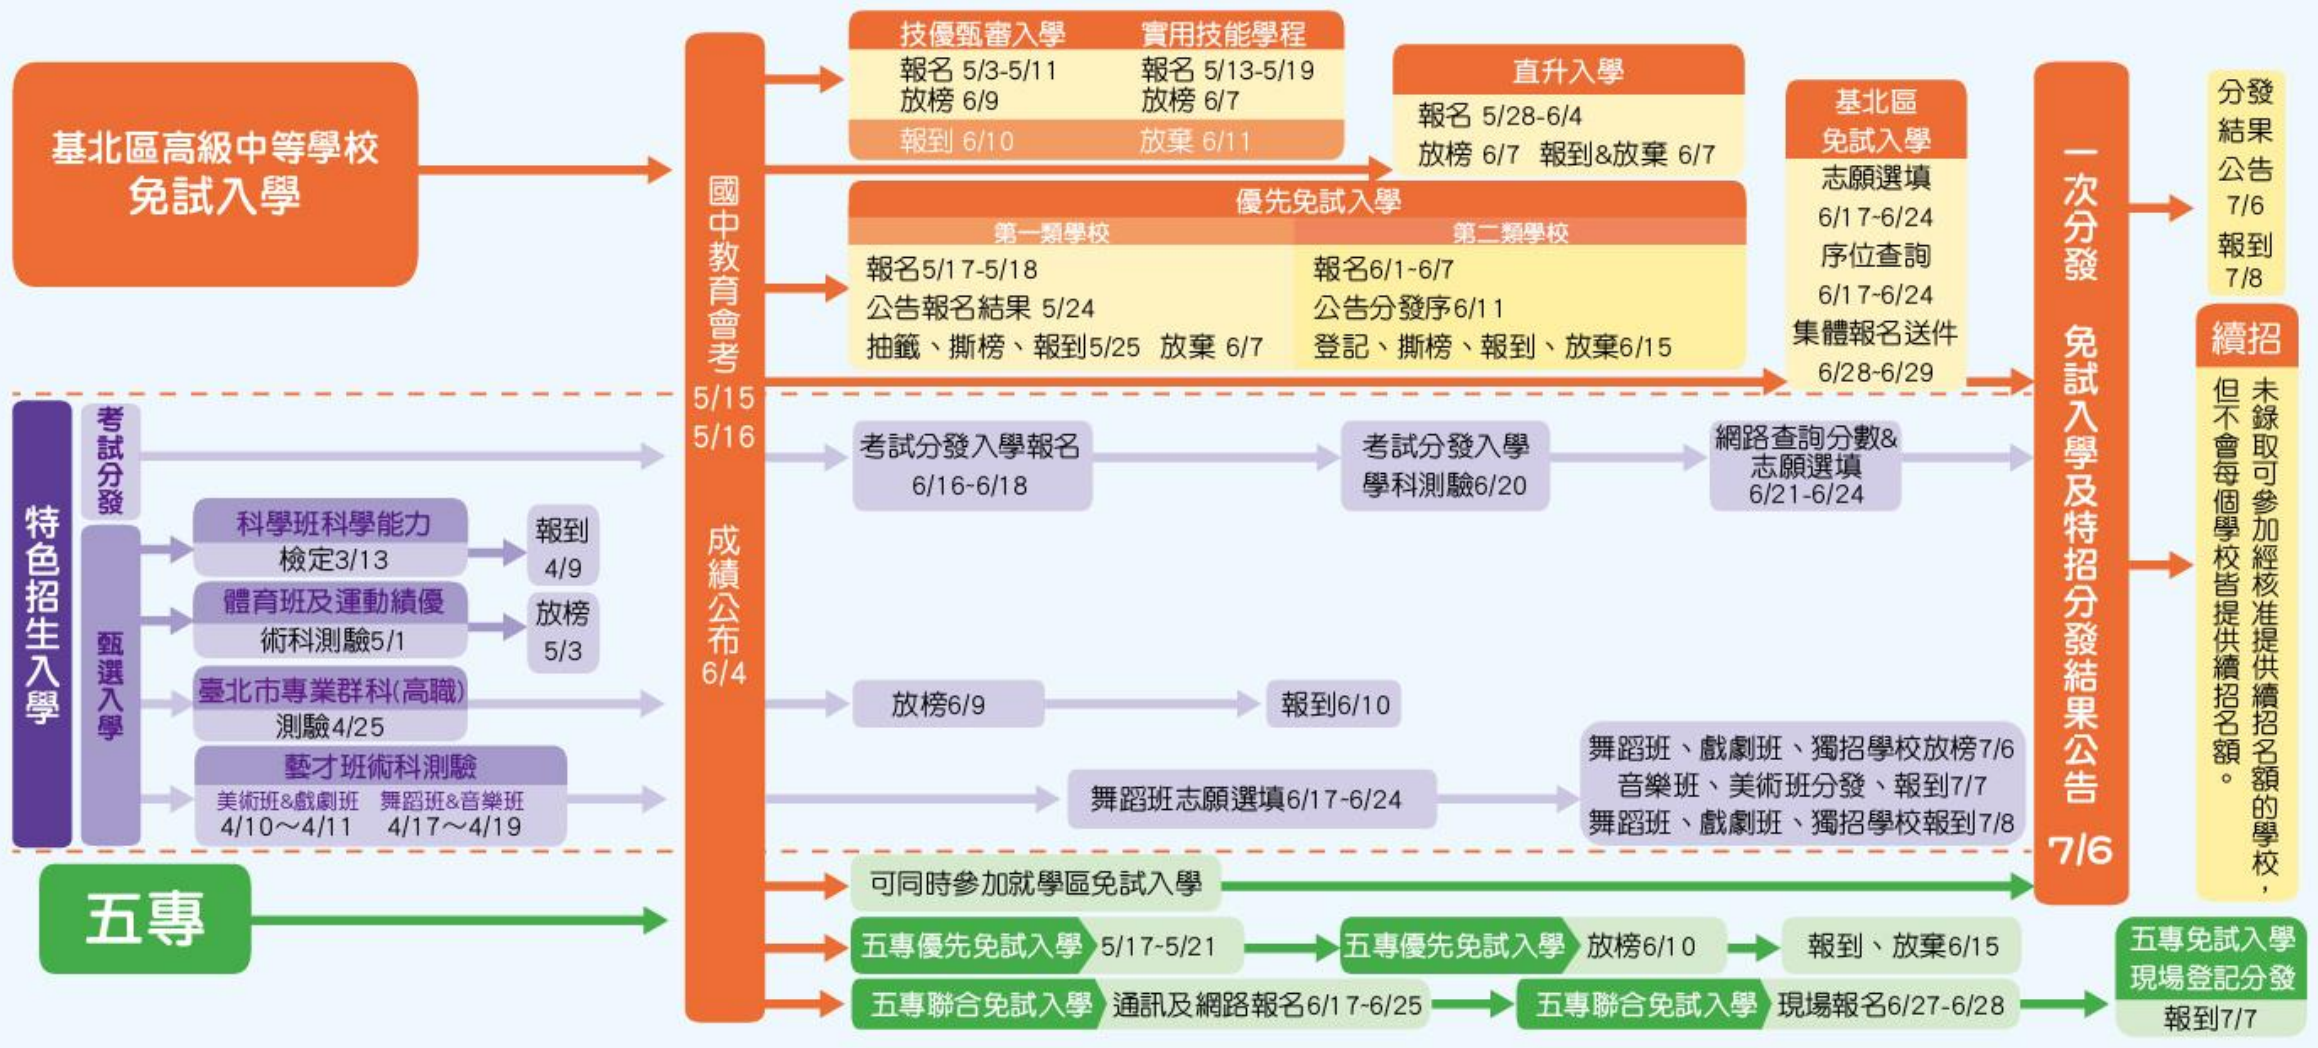 基北區高級中等學校
免試入學
國中教育會考
5/15
5/16
成績公布
6/4
技優甄審入學
報名 5/3-5/11
放榜 6/9
報到 6/10
實用技能學程
報名 5/13-5/19
放榜 6/7
放棄 6/11
直升入學
報名 5/28-6/4
放榜 6/7 報到&放棄 6/7
優先免試入學
第一類學校
報名5/17-5/18
公告報名結果 5/24
抽籤、撕榜、報到5/25 放棄 6/7
第二類學校
報名6/1~6/7
公告分發序6/11
登記、撕榜、報到、放棄6/15
基北區
免試入學
志願選填
6/17~6/24
序位查詢
6/17~6/24
集體報名送件
6/28~6/29
一次分發 免試入學及特招分發結果公告
7/6
分發
結果
公告
7/6
報到
7/8
續招
未錄取可參加經核准提供續招名額的學校，
但不會每個學校皆提供續招名額。
特色招生入學
考試分發
考試分發入學報名
6/16~6/18
考試分發入學
學科測驗6/20
網路查詢分數&
志願選填
6/21-6/24
甄選入學
科學班科學能力
檢定3/13
報到
4/9
體育班及運動績優
術科測驗5/1
放榜
5/3
臺北市專業群科(高職)
測驗4/25
放榜6/9
報到6/10
藝才班術科測驗
美術班&戲劇班 舞蹈班&音樂班
4/10～4/11 4/17～4/19
舞蹈班志願選填6/17~6/24
舞蹈班、戲劇班、獨招學校放榜7/6
音樂班、美術班分發、報到7/7
舞蹈班、戲劇班、獨招學校報到7/8
五專
可同時參加就學區免試入學
五專優先免試入學 5/17~5/21
五專優先免試入學 放榜6/10
報到、放棄6/15
五專聯合免試入學 通訊及網路報名6/17~6/25
五專聯合免試入學 現場報名6/27-6/28
五專免試入學
現場登記分發
報到7/7